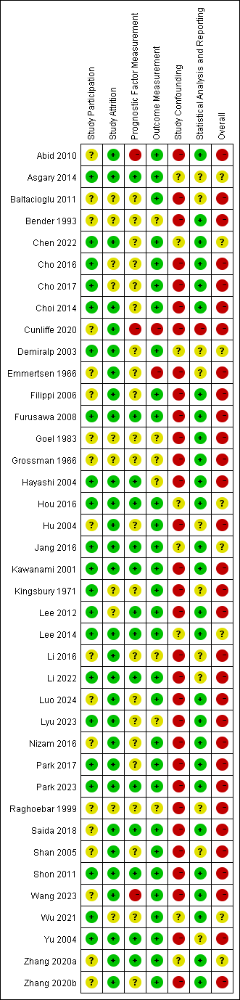 Study Participation
Study Attrition
Prognostic Factor Measurement
Outcome Measurement
Study Confounding
Statistical Analysis and Reporting
Overall
Abid 2010 ? + - + - + -
Asgary 2014 + + + + ? ? ?
Baltacioglu 2011 ? ? ? + - ? -
Bender 1993 ? ? ? ? - + -
Chen 2022 + + ? + ? + ?
Cho 2016 + ? ? + - + -
Cho 2017 + ? ? + - + -
Choi 2014 + + ? + - + -
Cunliffe 2020 ? + - - - - -
Demiralp 2003 + + ? + ? ? ?
Emmertsen 1966 ? + ? - - ? -
Filippi 2006 ? + ? + - + -
Furusawa 2008 + + + + - + -
Goel 1983 ? ? ? ? - + -
Grossman 1966 ? ? ? ? - + -
Hayashi 2004 + + + ? - + -
Hou 2016 + + + + ? + ?
Hu 2004 ? + ? + - ? -
Jang 2016 + + + + ? + ?
Kawanami 2001 + + + + - + -
Kingsbury 1971 + ? ? + - ? -
Lee 2012 + ? + + - + -
Lee 2014 + + + + ? + ?
Li 2016 ? + ? ? - ? -
Li 2022 + + + + - ? -
Luo 2024 ? + ? + - + -
Lyu 2023 + + ? ? - + -
Nizam 2016 ? + ? + - + -
Park 2017 + + ? + - + -
Park 2023 + + + + - + -
Raghoebar 1999 ? ? ? ? - ? -
Saida 2018 ? + + + - + -
Shan 2005 ? + ? + - ? -
Shon 2011 + + + + - + -
Wang 2023 ? + - + - + -
Wu 2021 + ? ? + ? + ?
Yu 2004 + + + + - ? -
Zhang 2020a ? + + + ? + ?
Zhang 2020b ? + ? + - + -